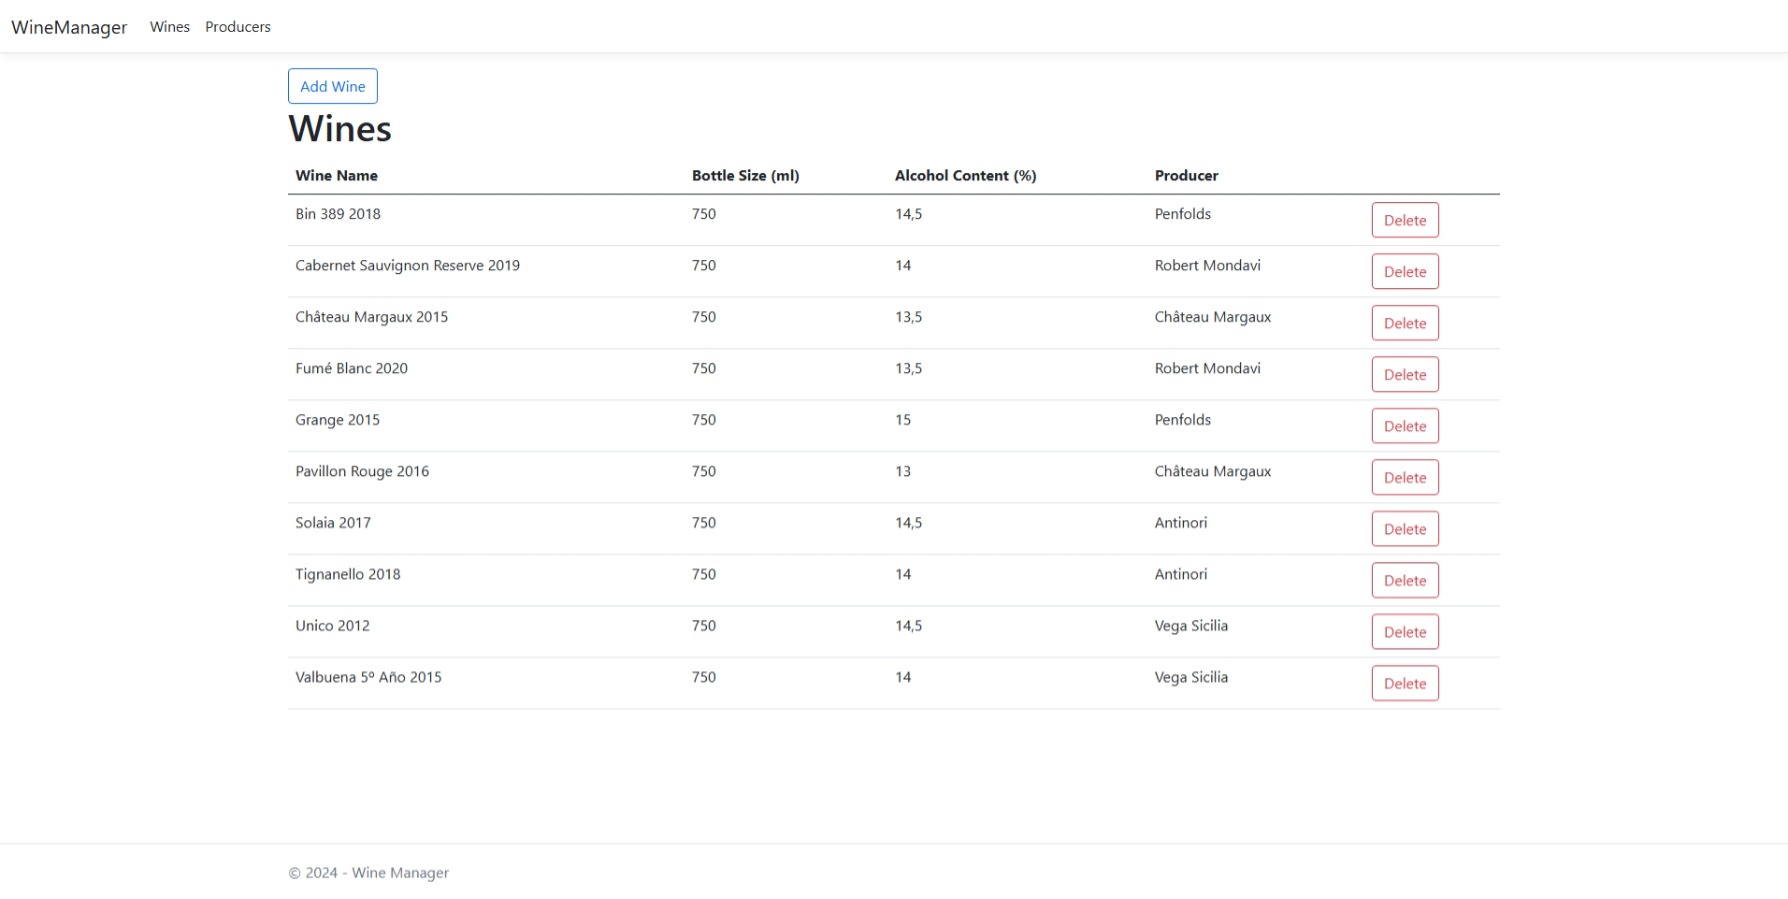 WineManager Wines Producers
Add Wine
Wines
Wine Name Bottle Size (ml) Alcohol Content (%) Producer
Bin 389 2018 750 14,5 Penfolds Delete
Cabernet Sauvignon Reserve 2019 750 14 Robert Mondavi Delete
Château Margaux 2015 750 13,5 Château Margaux Delete
Fumé Blanc 2020 750 13,5 Robert Mondavi Delete
Grange 2015 750 15 Penfolds Delete
Pavillon Rouge 2016 750 13 Château Margaux Delete
Solaia 2017 750 14,5 Antinori Delete
Tignanello 2018 750 14 Antinori Delete
Unico 2012 750 14,5 Vega Sicilia Delete
Valbuena 5º Año 2015 750 14 Vega Sicilia Delete
© 2024 - Wine Manager